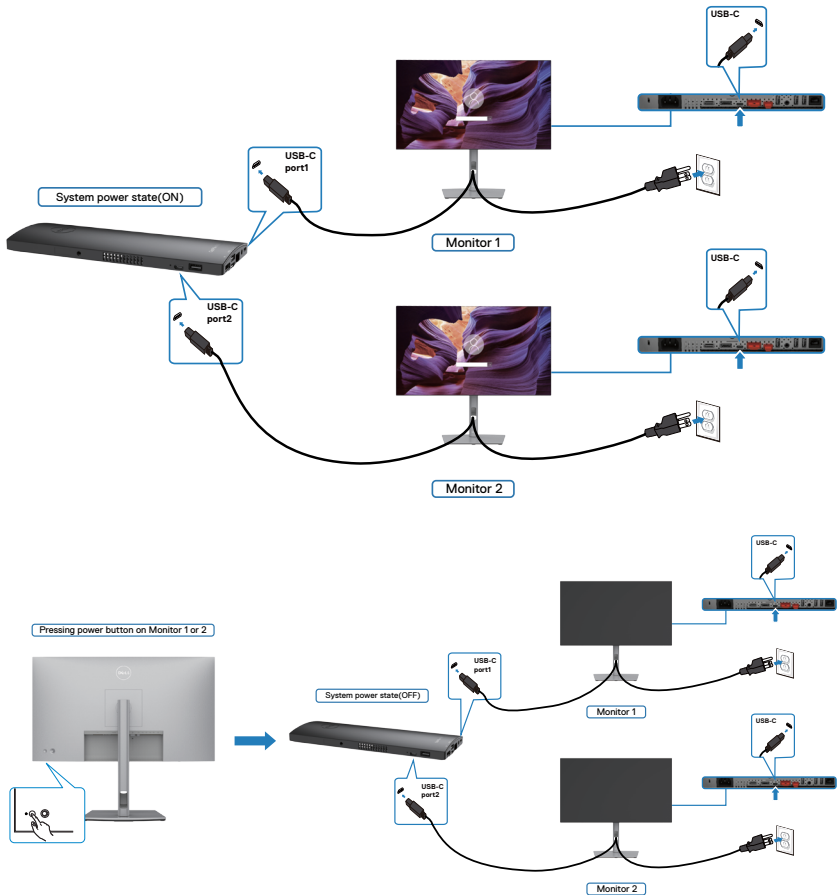 USB-C
USB-C
port1
System power state(ON)
Monitor 1
USB-C
USB-C
port2
Monitor 2
USB-C
Pressing power button on Monitor 1 or 2
DELL
USB-C
port1
System power state(OFF)
Monitor 1
USB-C
USB-C
port2
Monitor 2